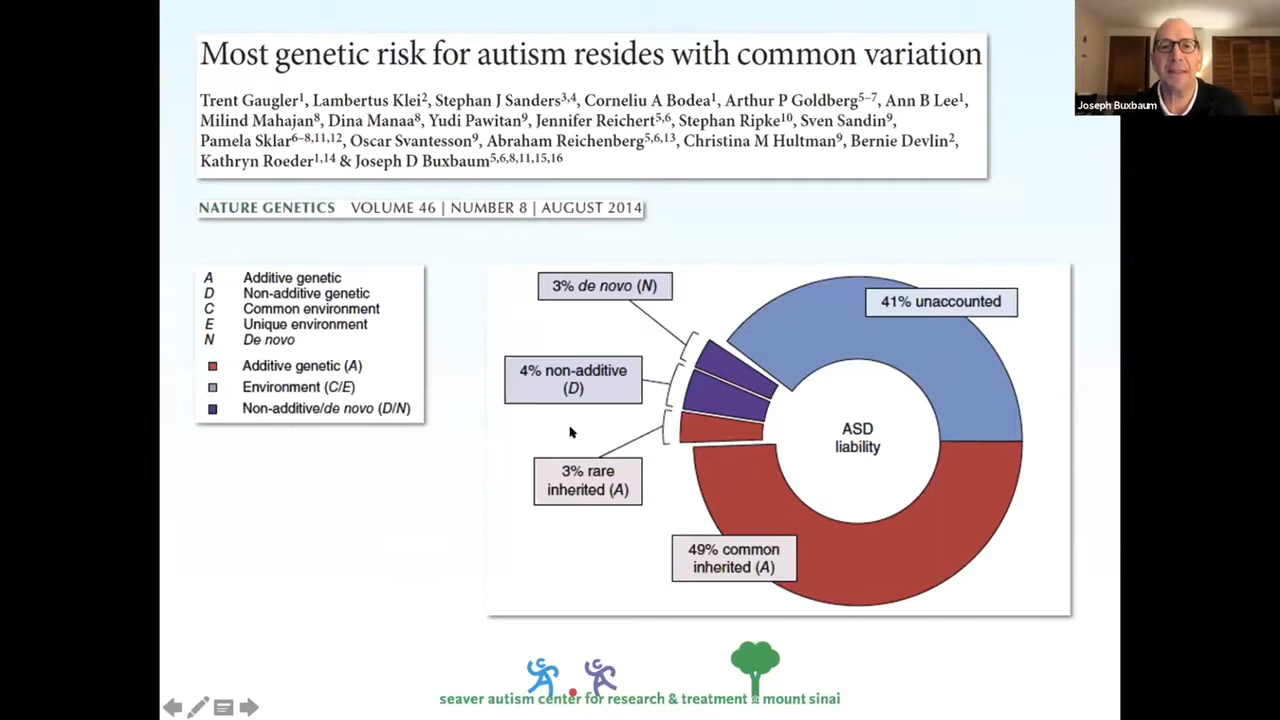 Most genetic risk for autism resides with common variation
Trent Gaugler1, Lambertus Klei2, Stephan J Sanders3,4, Corneliu A Bodea1, Arthur P Goldberg5–7, Ann B Lee1,
Milind Mahajan8, Dina Manaa8, Yudi Pawitan9, Jennifer Reichert5,6, Stephan Ripke10, Sven Sandin9,
Pamela Sklar6–8,11,12, Oscar Svantesson9, Abraham Reichenberg5,6,13, Christina M Hultman9, Bernie Devlin2,
Kathryn Roeder1,14 & Joseph D Buxbaum5,6,8,11,15,16
Joseph Buxbaum
NATURE GENETICS VOLUME 46 | NUMBER 8 | AUGUST 2014
A Additive genetic
D Non-additive genetic
C Common environment
E Unique environment
N De novo
Additive genetic (A)
Environment (C/E)
Non-additive/de novo (D/N)
3% de novo (N)
41% unaccounted
4% non-additive
(D)
ASD
liability
3% rare
inherited (A)
49% common
inherited (A)
seaver autism center for research & treatment @ mount sinai